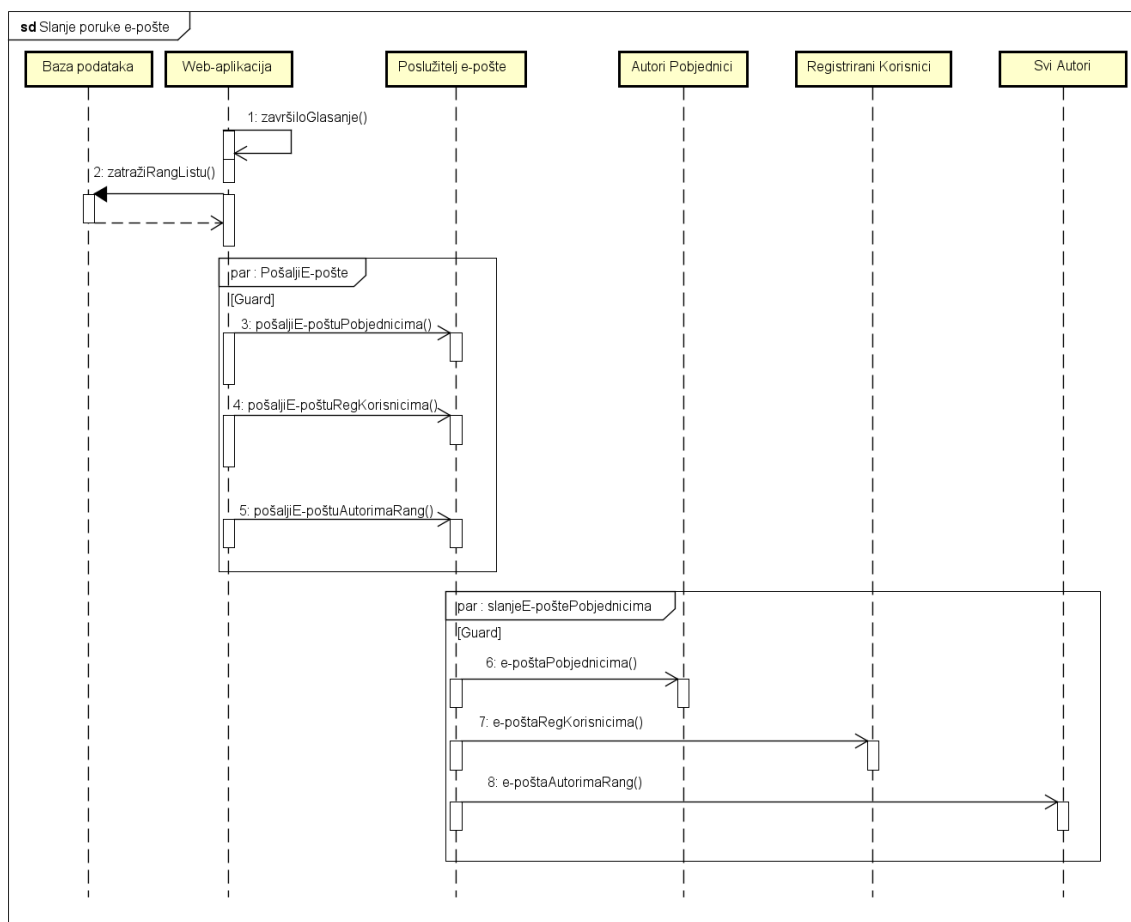 sd Slanje poruke e-pošte
Baza podataka
Web-aplikacija
Poslužitelj e-pošte
Autori Pobjednici
Registrirani Korisnici
Svi Autori
1: završiloGlasanje()
2: zatražiRangListu()
par : PošaljiE-pošte
[Guard]
3: pošaljiE-poštuPobjednicima()
4: pošaljiE-poštuRegKorisnicima()
5: pošaljiE-poštuAutorimaRang()
par : slanjeE-poštePobjednicima
[Guard]
6: e-poštaPobjednicima()
7: e-poštaRegKorisnicima()
8: e-poštaAutorimaRang()